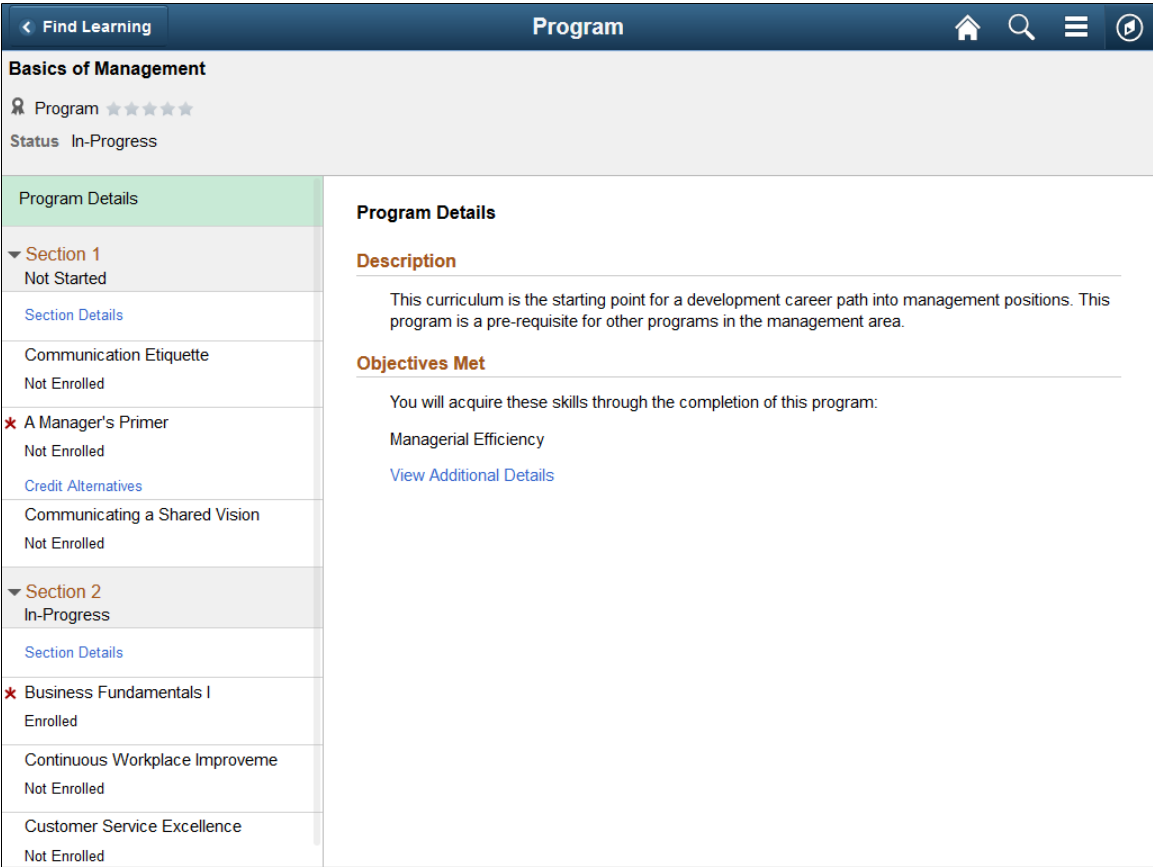 Find Learning
Program
Basics of Management
Program
Status In-Progress
Program Details
Section 1
Not Started
Section Details
Communication Etiquette
Not Enrolled
* A Manager's Primer
Not Enrolled
Credit Alternatives
Communicating a Shared Vision
Not Enrolled
Section 2
In-Progress
Section Details
* Business Fundamentals I
Enrolled
Continuous Workplace Improveme
Not Enrolled
Customer Service Excellence
Not Enrolled
Program Details
Description
This curriculum is the starting point for a development career path into management positions. This
program is a pre-requisite for other programs in the management area.
Objectives Met
You will acquire these skills through the completion of this program:
Managerial Efficiency
View Additional Details